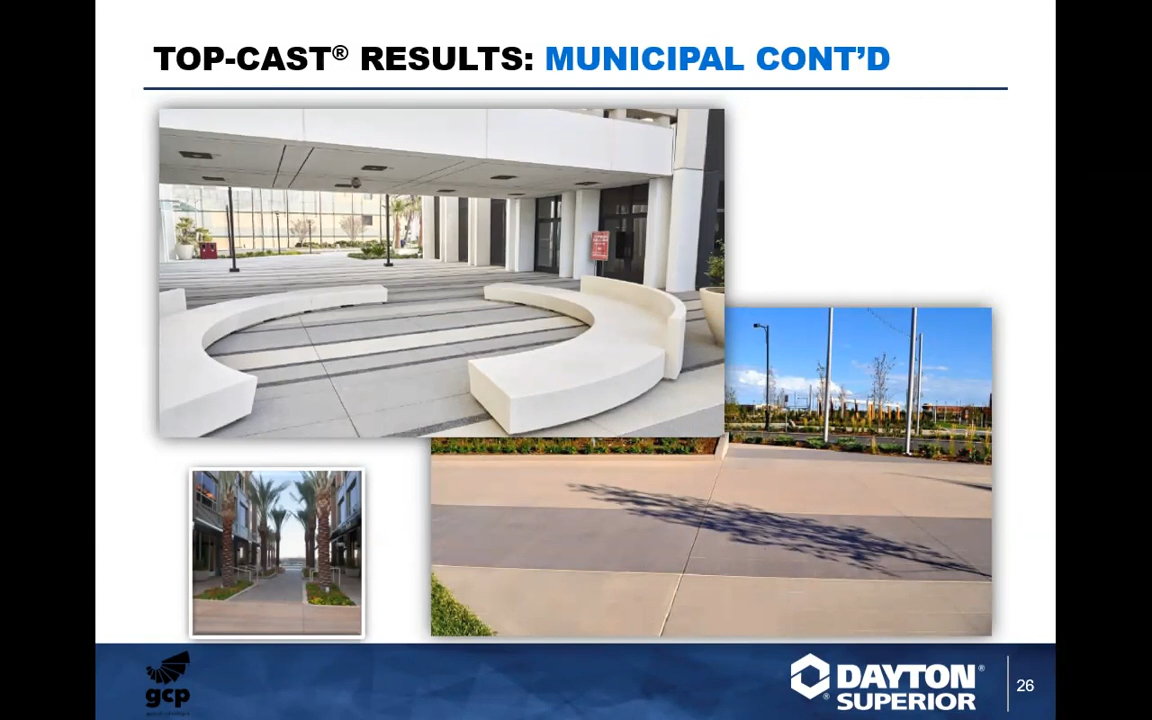 TOP-CAST® RESULTS: MUNICIPAL CONT’D
gcp
DAYTON®
SUPERIOR
®
26